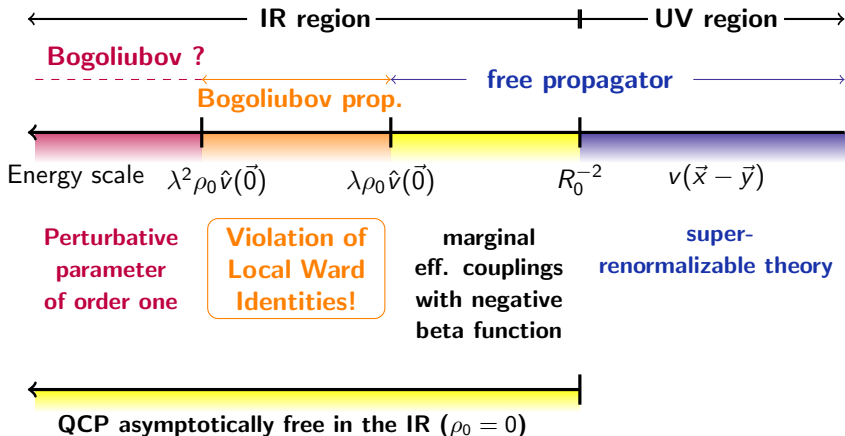 IR region UV region
Bogoliubov ?
Bogoliubov prop.
free propagator
Energy scale λ²ρ₀v̂(0⃗) λρ₀v̂(0⃗) R₀⁻² v(x⃗ − y⃗)
Perturbative
parameter
of order one
Violation of
Local Ward
Identities!
marginal
eff. couplings
with negative
beta function
super-
renormalizable theory
QCP asymptotically free in the IR (ρ₀ = 0)